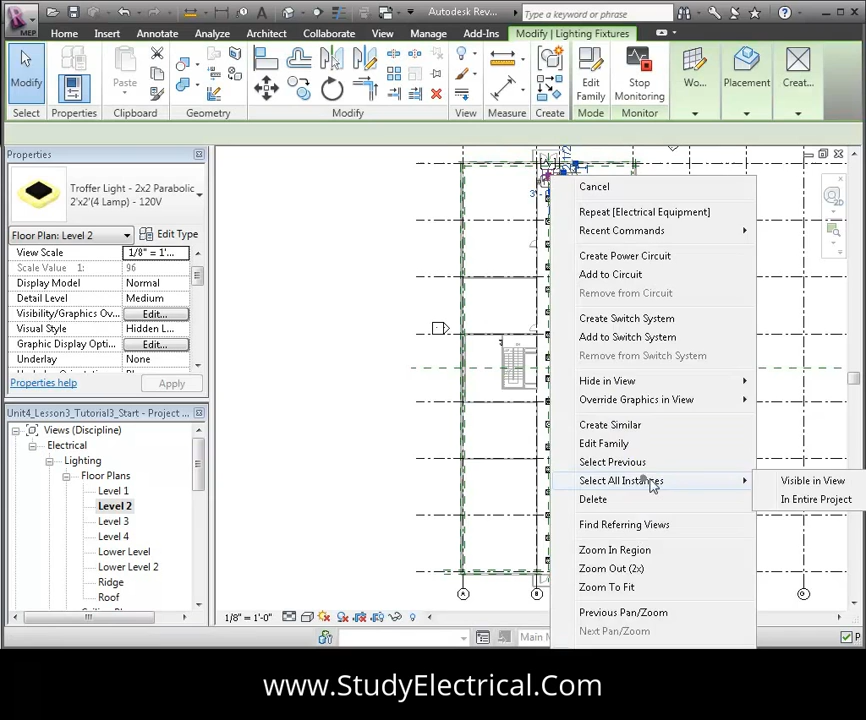 MEP
Autodesk Rev...
Type a keyword or phrase
Home Insert Annotate Analyze Architect Collaborate View Manage Add-Ins Modify | Lighting Fixtures
Modify
Paste
Edit
Family
Stop
Monitoring
Wo...
Placement
Creat...
Select Properties Clipboard Geometry Modify View Measure Create Mode Monitor
Properties
Troffer Light - 2x2 Parabolic
2'x2'(4 Lamp) - 120V
Floor Plan: Level 2 Edit Type
View Scale 1/8" = 1'...
Scale Value 1: 96
Display Model Normal
Detail Level Medium
Visibility/Graphics Ov... Edit...
Visual Style Hidden L...
Graphic Display Opti... Edit...
Underlay None
Properties help Apply
Unit4_Lesson3_Tutorial3_Start - Project ...
Views (Discipline)
Electrical
Lighting
Floor Plans
Level 1
Level 2
Level 3
Level 4
Lower Level
Lower Level 2
Ridge
Roof
Cancel
Repeat [Electrical Equipment]
Recent Commands
Create Power Circuit
Add to Circuit
Remove from Circuit
Create Switch System
Add to Switch System
Remove from Switch System
Hide in View
Override Graphics in View
Create Similar
Edit Family
Select Previous
Select All Instances
Delete
Find Referring Views
Zoom In Region
Zoom Out (2x)
Zoom To Fit
Previous Pan/Zoom
Next Pan/Zoom
Visible in View
In Entire Project
2D
A
B
1/8" = 1'-0"
Main M
www.StudyElectrical.Com